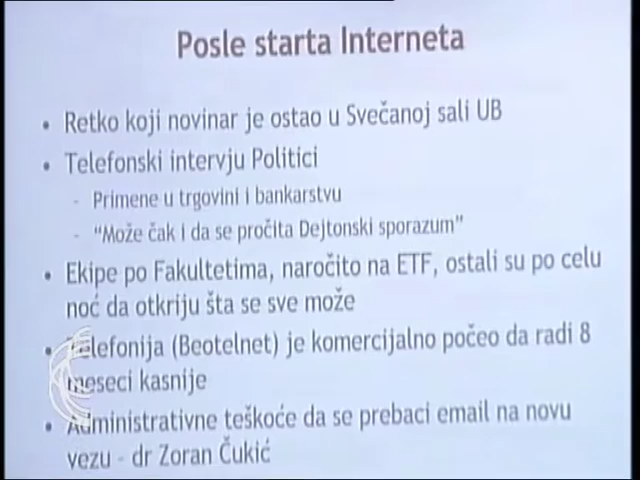 Posle starta Interneta
• Retko koji novinar je ostao u Svečanoj sali UB
• Telefonski intervju Politici
- Primene u trgovini i bankarstvu
- "Može čak i da se pročita Dejtonski sporazum"
• Ekipe po Fakultetima, naročito na ETF, ostali su po celu
noć da otkriju šta se sve može
• Telefonija (Beotelnet) je komercijalno počeo da radi 8
meseci kasnije
• Administrativne teškoće da se prebaci email na novu
vezu - dr Zoran Čukić